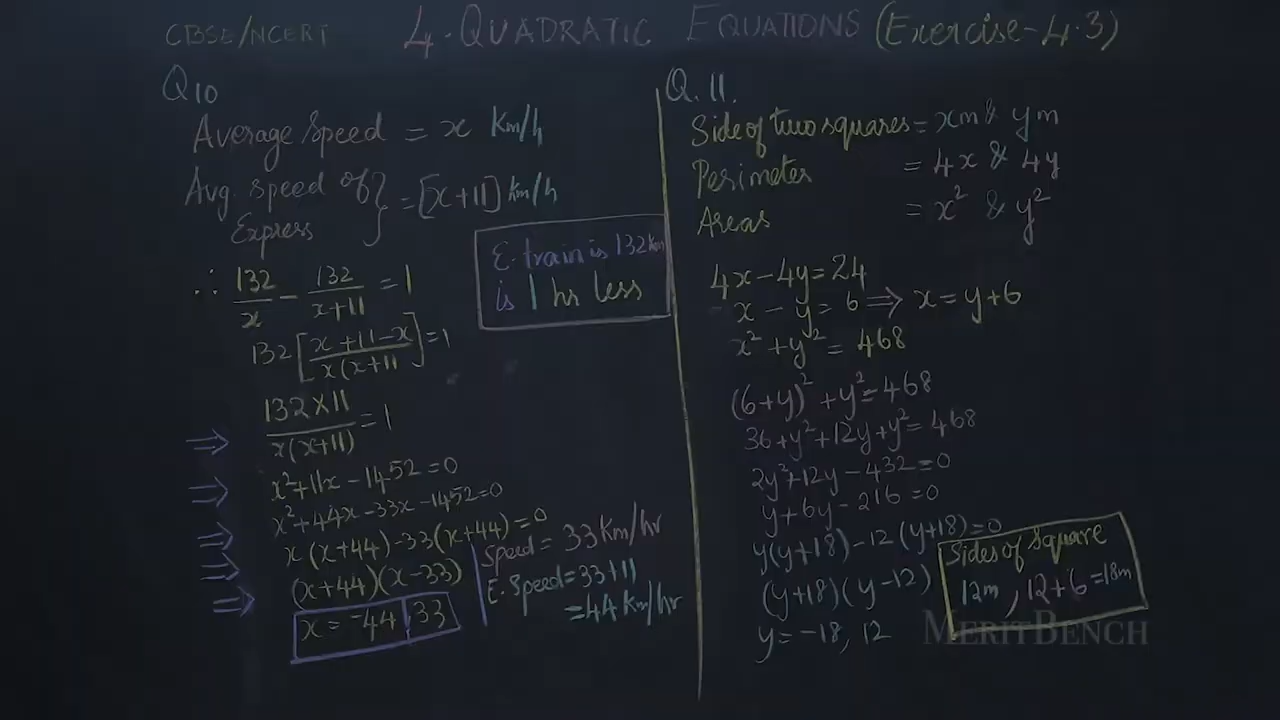 CBSE/NCERT 4. QUADRATIC EQUATIONS (Exercise-4.3)
Q10
Average speed = x Km/h
Avg. speed of
Express } = [x+11] km/h
E. train is 132 km
is 1 hr less
∴ 132/x - 132/x+11 = 1
132 [x+11-x / x(x+11] = 1
⇒ 132×11 / x(x+11) = 1
⇒ x²+11x-1452=0
x²+44x-33x-1452=0
⇒ x(x+44)-33(x+44)=0
⇒ (x+44)(x-33)
⇒ x = -44, 33
Speed = 33 Km/hr
E. Speed = 33+11
=44 Km/hr
Q.11.
Side of two squares = xm & ym
Perimeter = 4x & 4y
Areas = x² & y²
4x-4y=24
x-y=6 ⇒ x=y+6
x²+y²=468
(6+y)²+y²=468
36+y²+12y+y²=468
2y²+12y-432=0
y+6y-216=0
y(y+18)-12(y+18)=0
(y+18)(y-12)
y=-18, 12
Sides of Square
12m, 12+6=18m
MERITBENCH